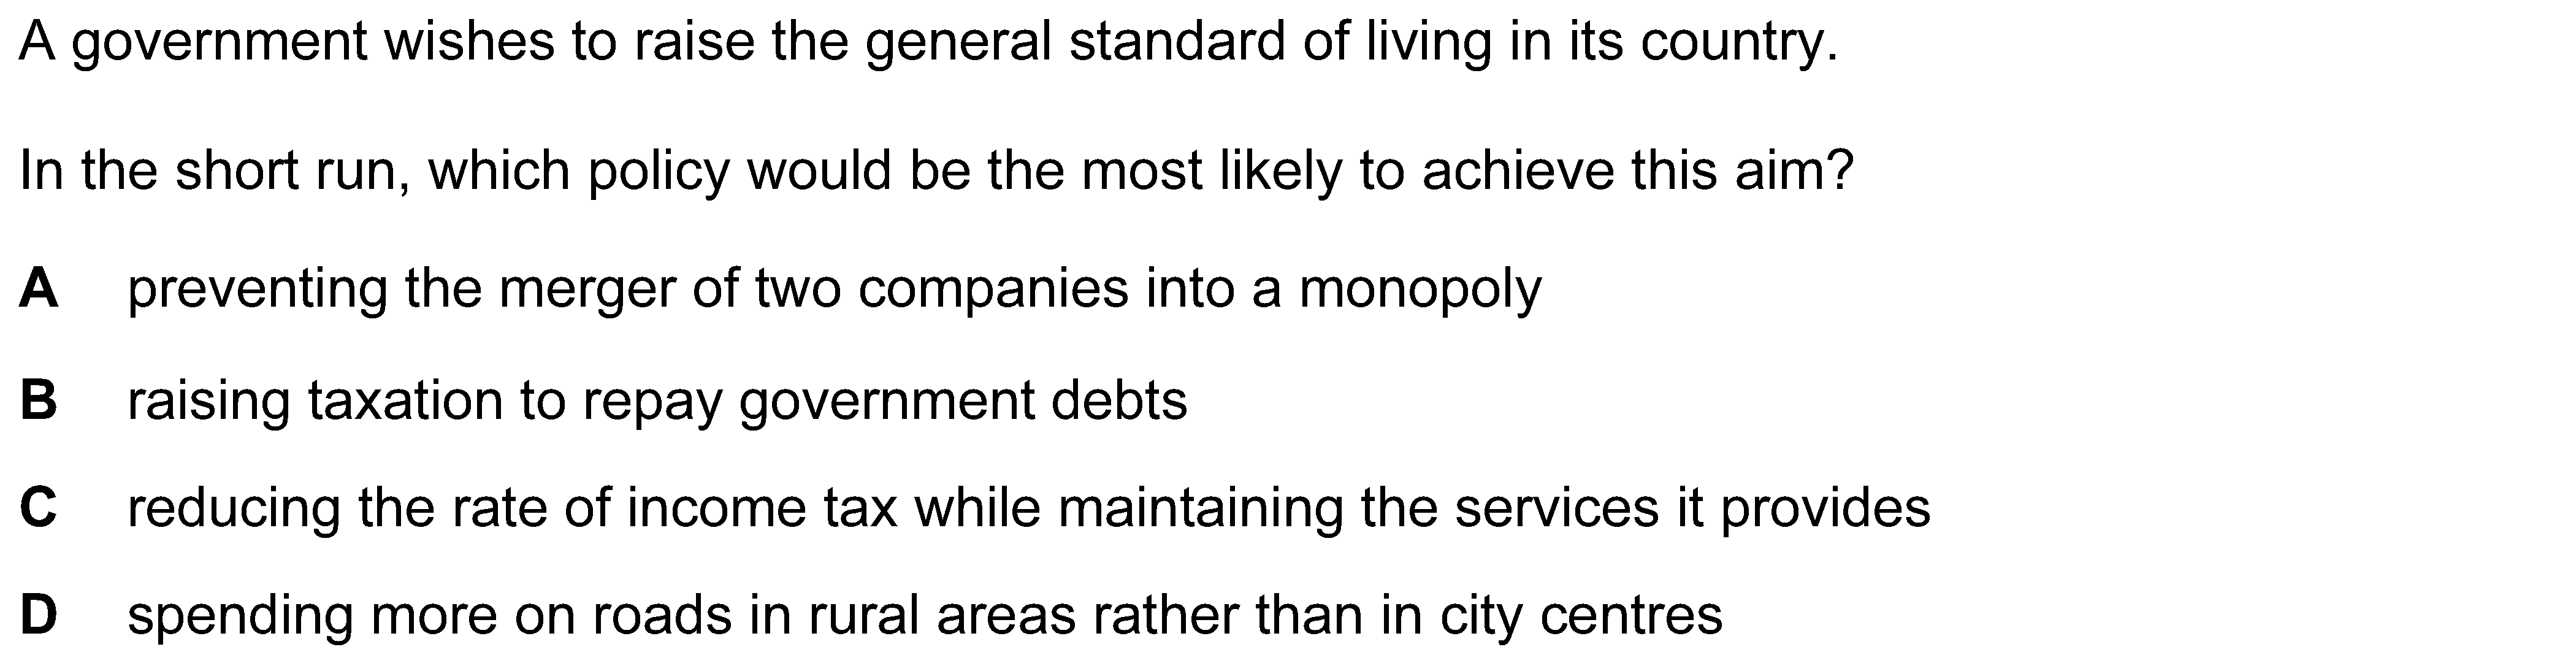 A government wishes to raise the general standard of living in its country.
In the short run, which policy would be the most likely to achieve this aim?
A preventing the merger of two companies into a monopoly
B raising taxation to repay government debts
C reducing the rate of income tax while maintaining the services it provides
D spending more on roads in rural areas rather than in city centres